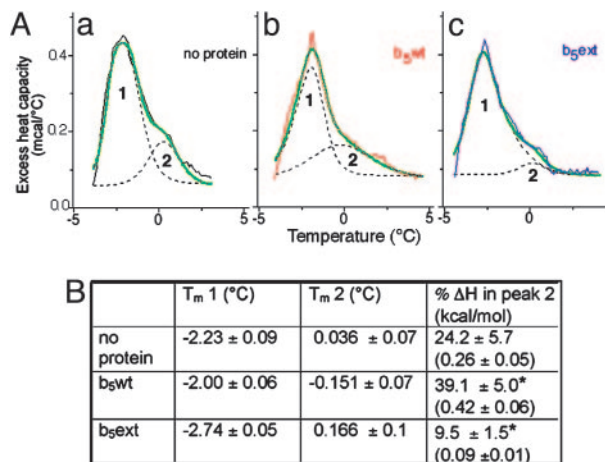 A
a
no protein
b
b₅wt
c
b₅ext
Excess heat capacity
(mcal/°C)
0.4
0.2
0.0
1
2
1
2
1
2
-5
0
5
-5
0
5
-5
0
5
Temperature (°C)
B
Tm 1 (°C)
Tm 2 (°C)
% ΔH in peak 2
(kcal/mol)
no
protein
-2.23 ± 0.09
0.036 ± 0.07
24.2 ± 5.7
(0.26 ± 0.05)
b₅wt
-2.00 ± 0.06
-0.151 ± 0.07
39.1 ± 5.0*
(0.42 ± 0.06)
b₅ext
-2.74 ± 0.05
0.166 ± 0.1
9.5 ± 1.5*
(0.09 ±0.01)